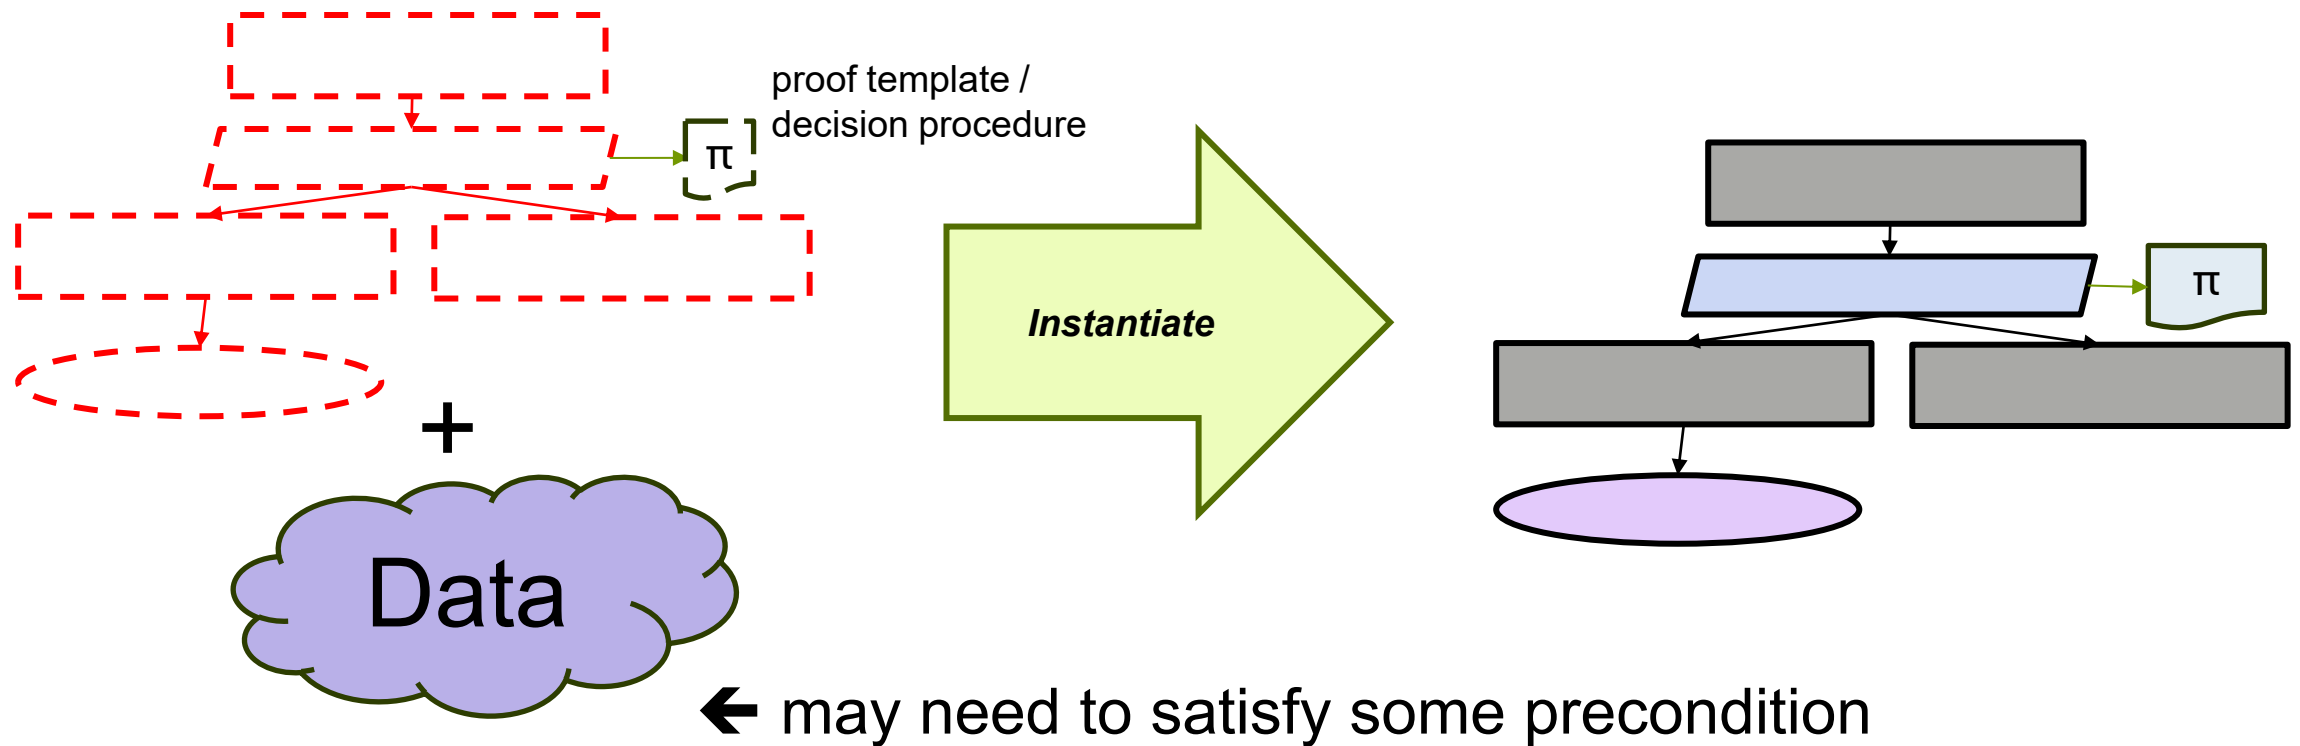 proof template /
decision procedure
π
Instantiate
π
+
Data
🡸 may need to satisfy some precondition